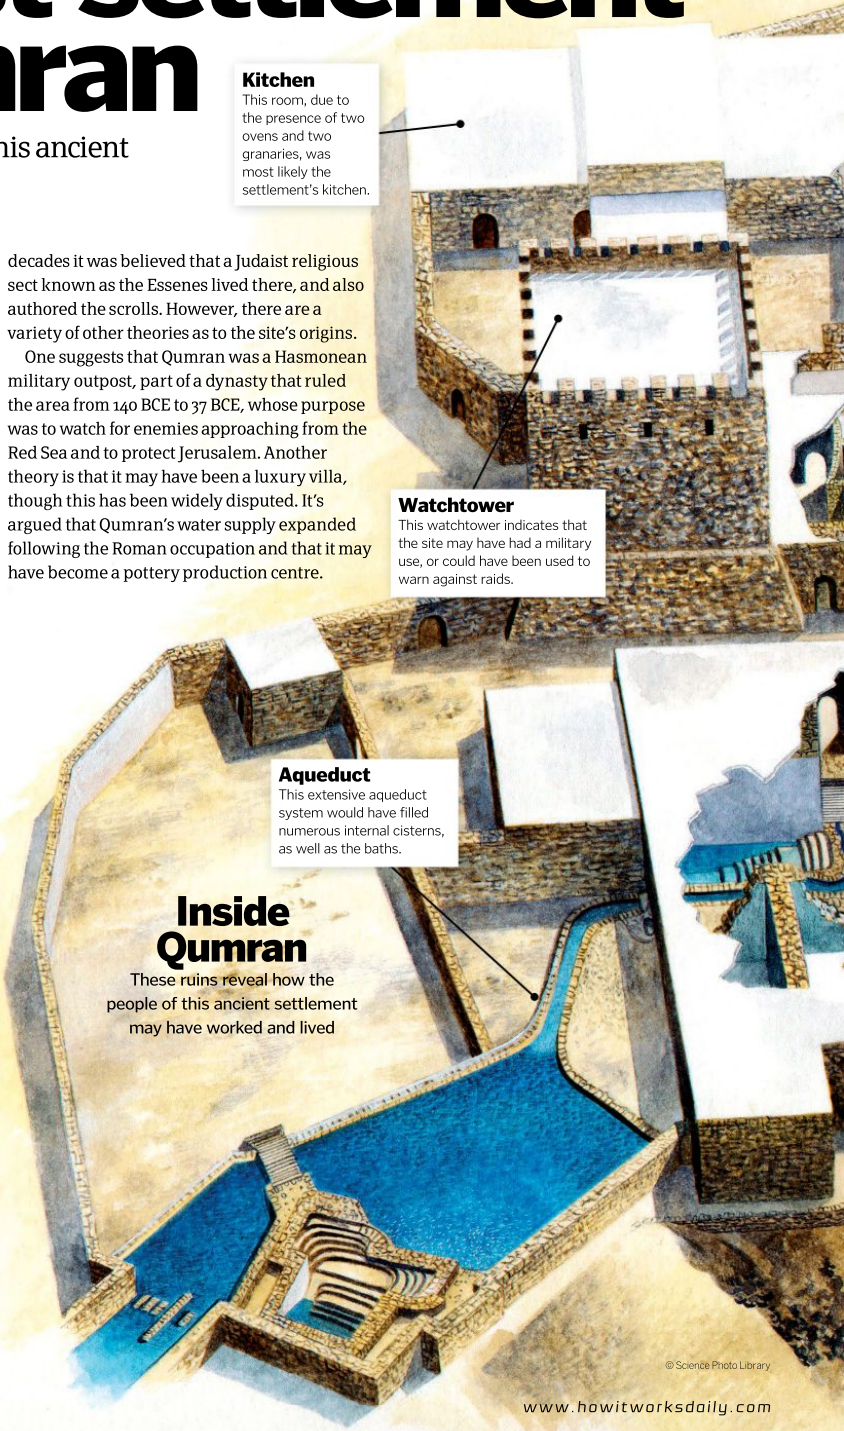 settlement
Kitchen
This room, due to
the presence of two
ovens and two
granaries, was
most likely the
settlement's kitchen.
ancient
decades it was believed that a Judaist religious
sect known as the Essenes lived there, and also
authored the scrolls. However, there are a
variety of other theories as to the site's origins.
One suggests that Qumran was a Hasmonean
military outpost, part of a dynasty that ruled
the area from 140 BCE to 37 BCE, whose purpose
was to watch for enemies approaching from the
Red Sea and to protect Jerusalem. Another
theory is that it may have been a luxury villa,
though this has been widely disputed. It's
argued that Qumran's water supply expanded
following the Roman occupation and that it may
have become a pottery production centre.
Watchtower
This watchtower indicates that
the site may have had a military
use, or could have been used to
warn against raids.
Aqueduct
This extensive aqueduct
system would have filled
numerous internal cisterns,
as well as the baths.
Inside
Qumran
These ruins reveal how the
people of this ancient settlement
may have worked and lived
© Science Photo Library
www.howitworksdaily.com